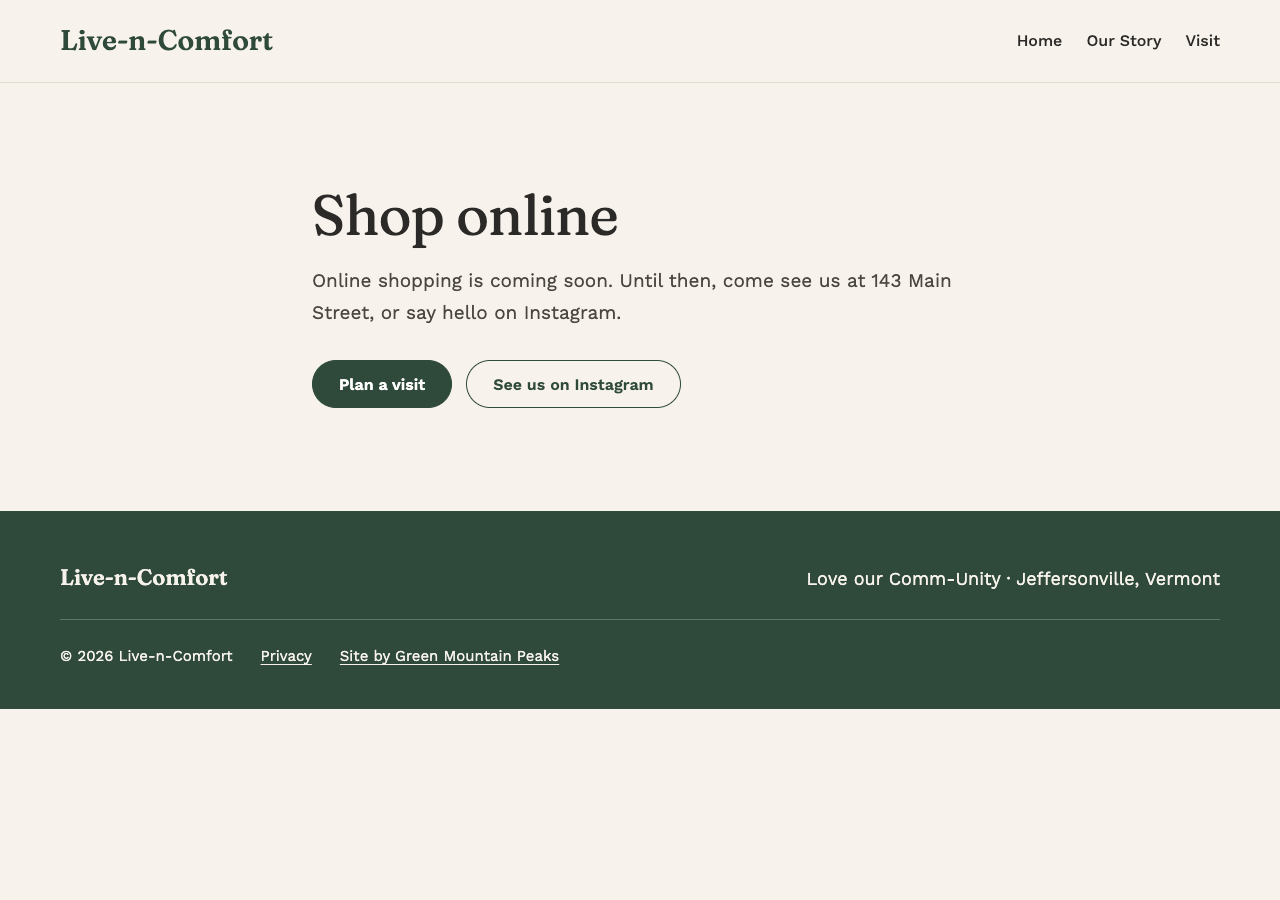 Live-n-Comfort
Home
Our Story
Visit
Shop online
Online shopping is coming soon. Until then, come see us at 143 Main
Street, or say hello on Instagram.
Plan a visit
See us on Instagram
Live-n-Comfort
Love our Comm-Unity · Jeffersonville, Vermont
© 2026 Live-n-Comfort
Privacy
Site by Green Mountain Peaks